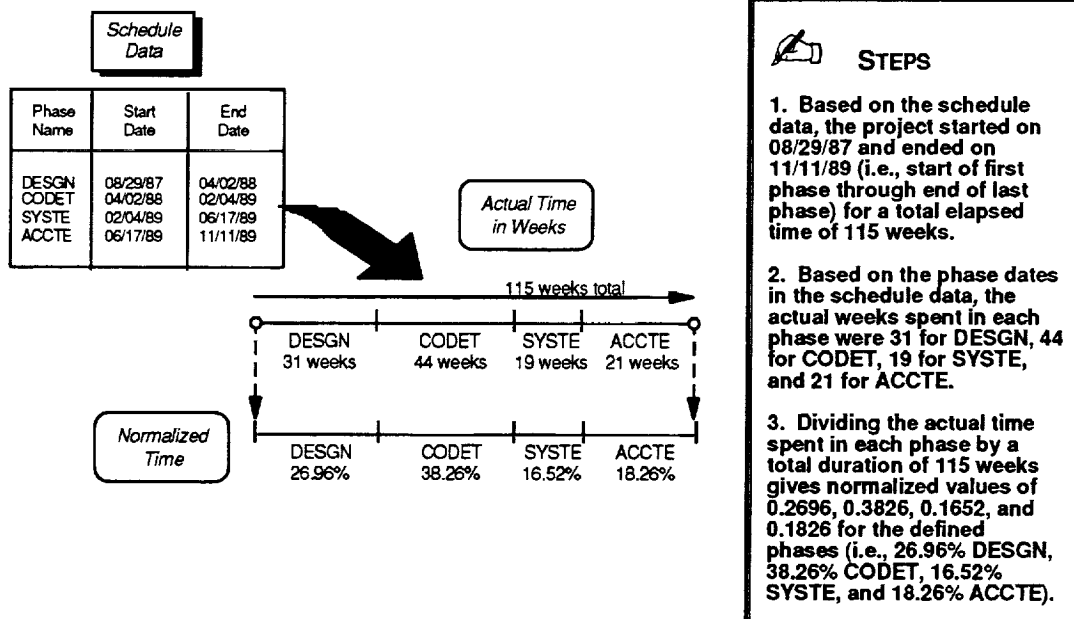 Schedule
Data
Phase Name Start Date End Date
DESGN 08/29/87 04/02/88
CODET 04/02/88 02/04/89
SYSTE 02/04/89 06/17/89
ACCTE 06/17/89 11/11/89
Actual Time
in Weeks
115 weeks total
DESGN CODET SYSTE ACCTE
31 weeks 44 weeks 19 weeks 21 weeks
Normalized
Time
DESGN CODET SYSTE ACCTE
26.96% 38.26% 16.52% 18.26%
STEPS
1. Based on the schedule
data, the project started on
08/29/87 and ended on
11/11/89 (i.e., start of first
phase through end of last
phase) for a total elapsed
time of 115 weeks.
2. Based on the phase dates
in the schedule data, the
actual weeks spent in each
phase were 31 for DESGN, 44
for CODET, 19 for SYSTE,
and 21 for ACCTE.
3. Dividing the actual time
spent in each phase by a
total duration of 115 weeks
gives normalized values of
0.2696, 0.3826, 0.1652, and
0.1826 for the defined
phases (i.e., 26.96% DESGN,
38.26% CODET, 16.52%
SYSTE, and 18.26% ACCTE).